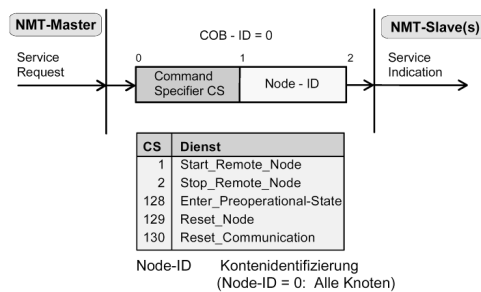 NMT-Master
NMT-Slave(s)
COB - ID = 0
Service
Request
Service
Indication
0 1 2
Command
Specifier CS
Node - ID
CS Dienst
1 Start_Remote_Node
2 Stop_Remote_Node
128 Enter_Preoperational-State
129 Reset_Node
130 Reset_Communication
Node-ID Kontenidentifizierung
(Node-ID = 0: Alle Knoten)